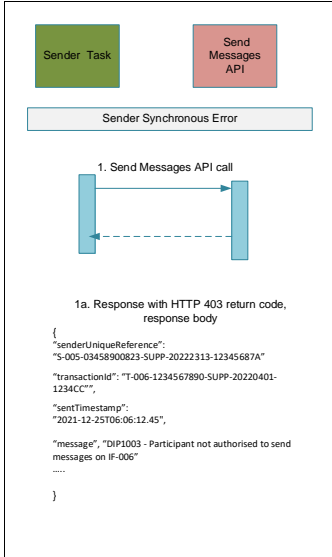 Sender Task
Send
Messages
API
Sender Synchronous Error
1. Send Messages API call
1a. Response with HTTP 403 return code,
response body
{
“senderUniqueReference”:
“S-005-03458900823-SUPP-20222313-12345687A”
“transactionId”: “T-006-1234567890-SUPP-20220401-
1234CC””,
“sentTimestamp”:
"2021-12-25T06:06:12.45",
“message”, “DIP1003 - Participant not authorised to send
messages on IF-006”
…..
}